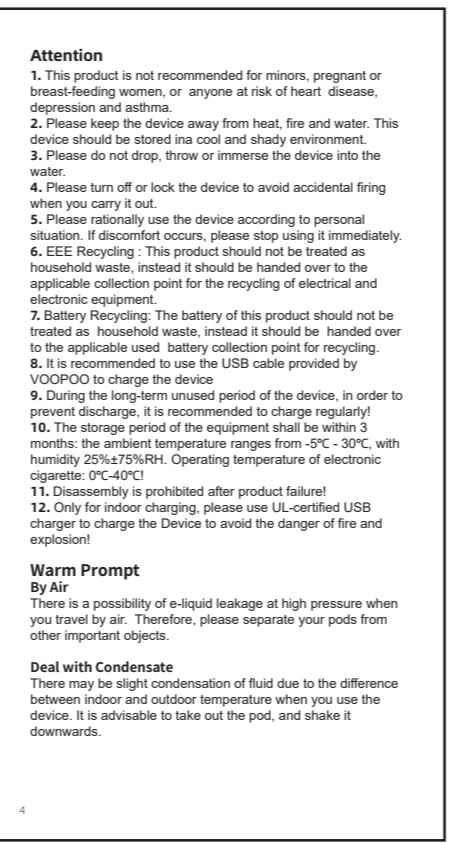 Attention
1. This product is not recommended for minors, pregnant or
breast-feeding women, or anyone at risk of heart disease,
depression and asthma.
2. Please keep the device away from heat, fire and water. This
device should be stored ina cool and shady environment.
3. Please do not drop, throw or immerse the device into the
water.
4. Please turn off or lock the device to avoid accidental firing
when you carry it out.
5. Please rationally use the device according to personal
situation. If discomfort occurs, please stop using it immediately.
6. EEE Recycling : This product should not be treated as
household waste, instead it should be handed over to the
applicable collection point for the recycling of electrical and
electronic equipment.
7. Battery Recycling: The battery of this product should not be
treated as household waste, instead it should be handed over
to the applicable used battery collection point for recycling.
8. It is recommended to use the USB cable provided by
VOOPOO to charge the device
9. During the long-term unused period of the device, in order to
prevent discharge, it is recommended to charge regularly!
10. The storage period of the equipment shall be within 3
months: the ambient temperature ranges from -5℃ - 30℃, with
humidity 25%±75%RH. Operating temperature of electronic
cigarette: 0℃-40℃!
11. Disassembly is prohibited after product failure!
12. Only for indoor charging, please use UL-certified USB
charger to charge the Device to avoid the danger of fire and
explosion!
Warm Prompt
By Air
There is a possibility of e-liquid leakage at high pressure when
you travel by air. Therefore, please separate your pods from
other important objects.
Deal with Condensate
There may be slight condensation of fluid due to the difference
between indoor and outdoor temperature when you use the
device. It is advisable to take out the pod, and shake it
downwards.
4